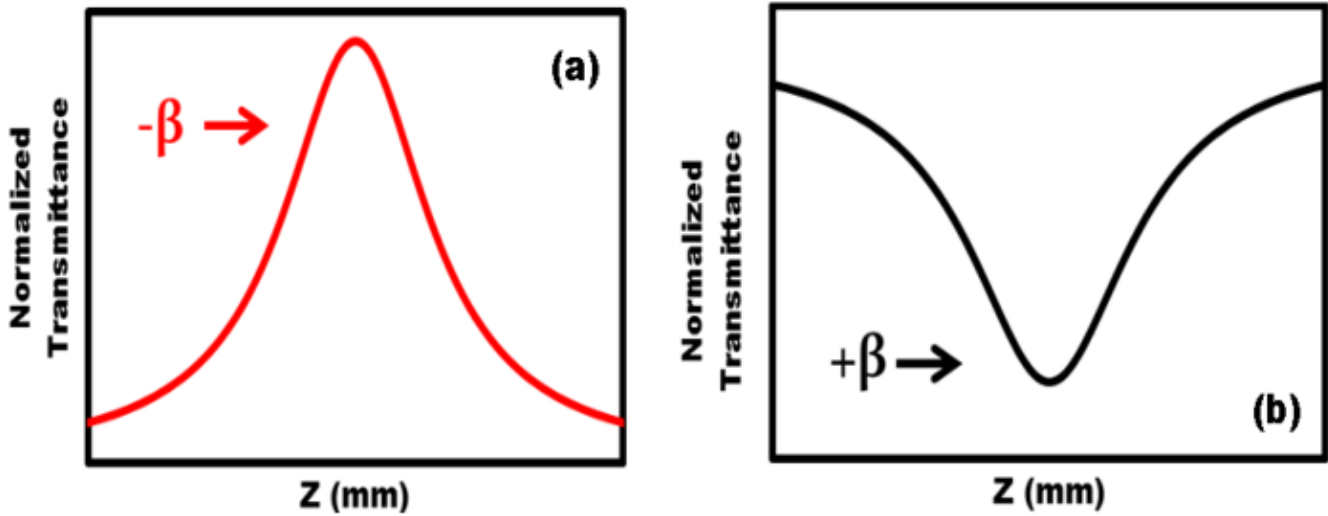 (a)
-β
Normalized
Transmittance
Z (mm)
Normalized
Transmittance
+β
(b)
Z (mm)